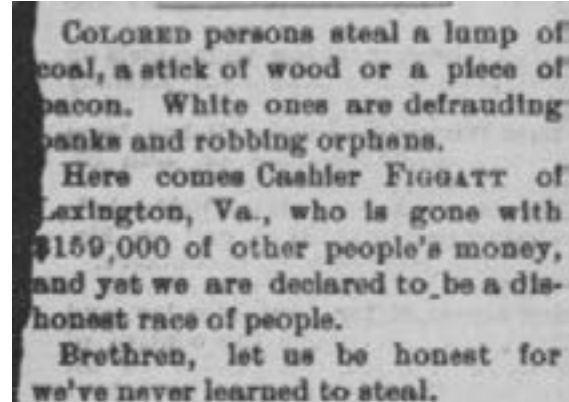 COLORED persons steal a lump of
coal, a stick of wood or a piece of
bacon. White ones are defrauding
banks and robbing orphans.
Here comes Cashier FIGGATT of
Lexington, Va., who is gone with
$159,000 of other people's money,
and yet we are declared to be a dis-
honest race of people.
Brethren, let us be honest for
we've never learned to steal.